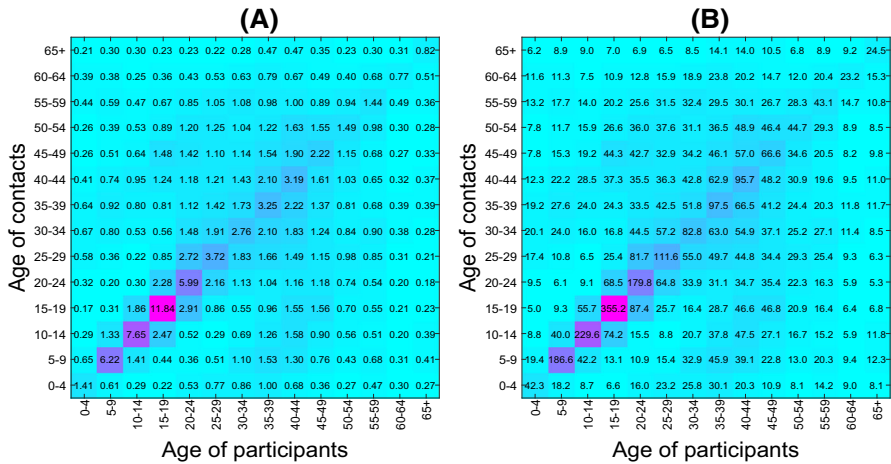 (A)
Age of contacts
65+ 0.21 0.30 0.30 0.23 0.23 0.22 0.28 0.47 0.47 0.35 0.23 0.30 0.31 0.82
60-64 0.39 0.38 0.25 0.36 0.43 0.53 0.63 0.79 0.67 0.49 0.40 0.68 0.77 0.51
55-59 0.44 0.59 0.47 0.67 0.85 1.05 1.08 0.98 1.00 0.89 0.94 1.44 0.49 0.36
50-54 0.26 0.39 0.53 0.89 1.20 1.25 1.04 1.22 1.63 1.55 1.49 0.98 0.30 0.28
45-49 0.26 0.51 0.64 1.48 1.42 1.10 1.14 1.54 1.90 2.22 1.15 0.68 0.27 0.33
40-44 0.41 0.74 0.95 1.24 1.18 1.21 1.43 2.10 3.19 1.61 1.03 0.65 0.32 0.37
35-39 0.64 0.92 0.80 0.81 1.12 1.42 1.73 3.25 2.22 1.37 0.81 0.68 0.39 0.39
30-34 0.67 0.80 0.53 0.56 1.48 1.91 2.76 2.10 1.83 1.24 0.84 0.90 0.38 0.28
25-29 0.58 0.36 0.22 0.85 2.72 3.72 1.83 1.66 1.49 1.15 0.98 0.85 0.31 0.21
20-24 0.32 0.20 0.30 2.28 5.99 2.16 1.13 1.04 1.16 1.18 0.74 0.54 0.20 0.18
15-19 0.17 0.31 1.86 11.84 2.91 0.86 0.55 0.96 1.55 1.56 0.70 0.55 0.21 0.23
10-14 0.29 1.33 7.65 2.47 0.52 0.29 0.69 1.26 1.58 0.90 0.56 0.51 0.20 0.39
5-9 0.65 6.22 1.41 0.44 0.36 0.51 1.10 1.53 1.30 0.76 0.43 0.68 0.31 0.41
0-4 1.41 0.61 0.29 0.22 0.53 0.77 0.86 1.00 0.68 0.36 0.27 0.47 0.30 0.27
0-4 5-9 10-14 15-19 20-24 25-29 30-34 35-39 40-44 45-49 50-54 55-59 60-64 65+
Age of participants
(B)
Age of contacts
65+ 6.2 8.9 9.0 7.0 6.9 6.5 8.5 14.1 14.0 10.5 6.8 8.9 9.2 24.5
60-64 11.6 11.3 7.5 10.9 12.8 15.9 18.9 23.8 20.2 14.7 12.0 20.4 23.2 15.3
55-59 13.2 17.7 14.0 20.2 25.6 31.5 32.4 29.5 30.1 26.7 28.3 43.1 14.7 10.8
50-54 7.8 11.7 15.9 26.6 36.0 37.6 31.1 36.5 48.9 46.4 44.7 29.3 8.9 8.5
45-49 7.8 15.3 19.2 44.3 42.7 32.9 34.2 46.1 57.0 66.6 34.6 20.5 8.2 9.8
40-44 12.3 22.2 28.5 37.3 35.5 36.3 42.8 62.9 95.7 48.2 30.9 19.6 9.5 11.0
35-39 19.2 27.6 24.0 24.3 33.5 42.5 51.8 97.5 66.5 41.2 24.4 20.3 11.8 11.7
30-34 20.1 24.0 16.0 16.8 44.5 57.2 82.8 63.0 54.9 37.1 25.2 27.1 11.4 8.5
25-29 17.4 10.8 6.5 25.4 81.7 111.6 55.0 49.7 44.8 34.4 29.3 25.4 9.3 6.3
20-24 9.5 6.1 9.1 68.5 179.8 64.8 33.9 31.1 34.7 35.4 22.3 16.3 5.9 5.3
15-19 5.0 9.3 55.7 355.2 87.4 25.7 16.4 28.7 46.6 46.8 20.9 16.4 6.4 6.8
10-14 8.8 40.0 229.6 74.2 15.5 8.8 20.7 37.8 47.5 27.1 16.7 15.2 5.9 11.8
5-9 19.4 186.6 42.2 13.1 10.9 15.4 32.9 45.9 39.1 22.8 13.0 20.3 9.4 12.3
0-4 42.3 18.2 8.7 6.6 16.0 23.2 25.8 30.1 20.3 10.9 8.1 14.2 9.0 8.1
0-4 5-9 10-14 15-19 20-24 25-29 30-34 35-39 40-44 45-49 50-54 55-59 60-64 65+
Age of participants